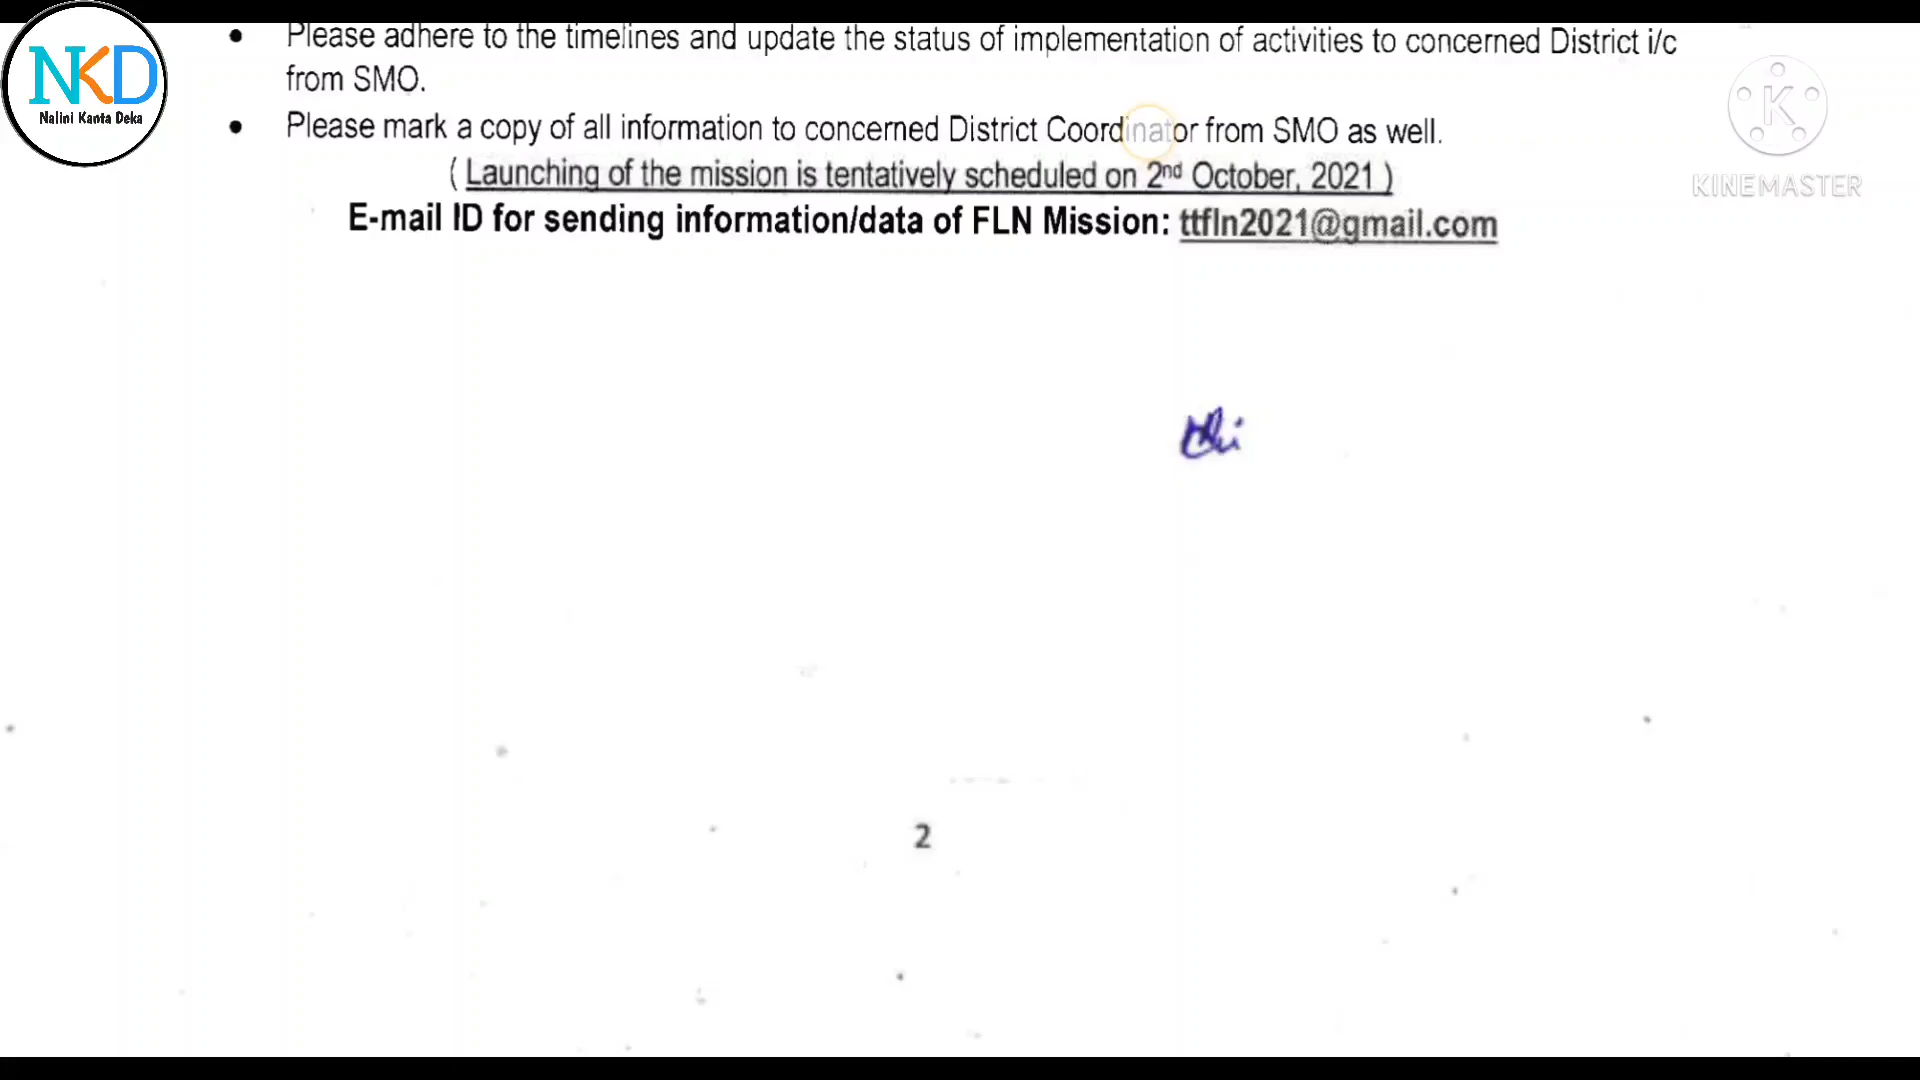 Please adhere to the timelines and update the status of implementation of activities to concerned District i/c
from SMO.
Please mark a copy of all information to concerned District Coordinator from SMO as well.
( Launching of the mission is tentatively scheduled on 2nd October, 2021 )
E-mail ID for sending information/data of FLN Mission: ttfln2021@gmail.com
2
NKD
Nalini Kanta Deka
K
KINEMASTER